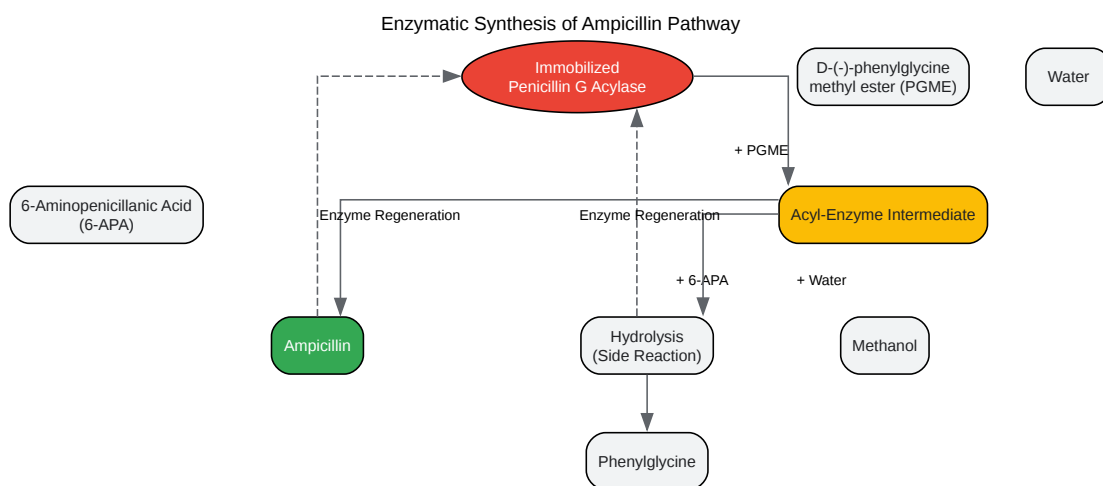 Enzymatic Synthesis of Ampicillin Pathway
Immobilized
Penicillin G Acylase
D-(-)-phenylglycine
methyl ester (PGME)
Water
+ PGME
6-Aminopenicillanic Acid
(6-APA)
Enzyme Regeneration
Enzyme Regeneration
Acyl-Enzyme Intermediate
+ 6-APA
+ Water
Ampicillin
Hydrolysis
(Side Reaction)
Methanol
Phenylglycine